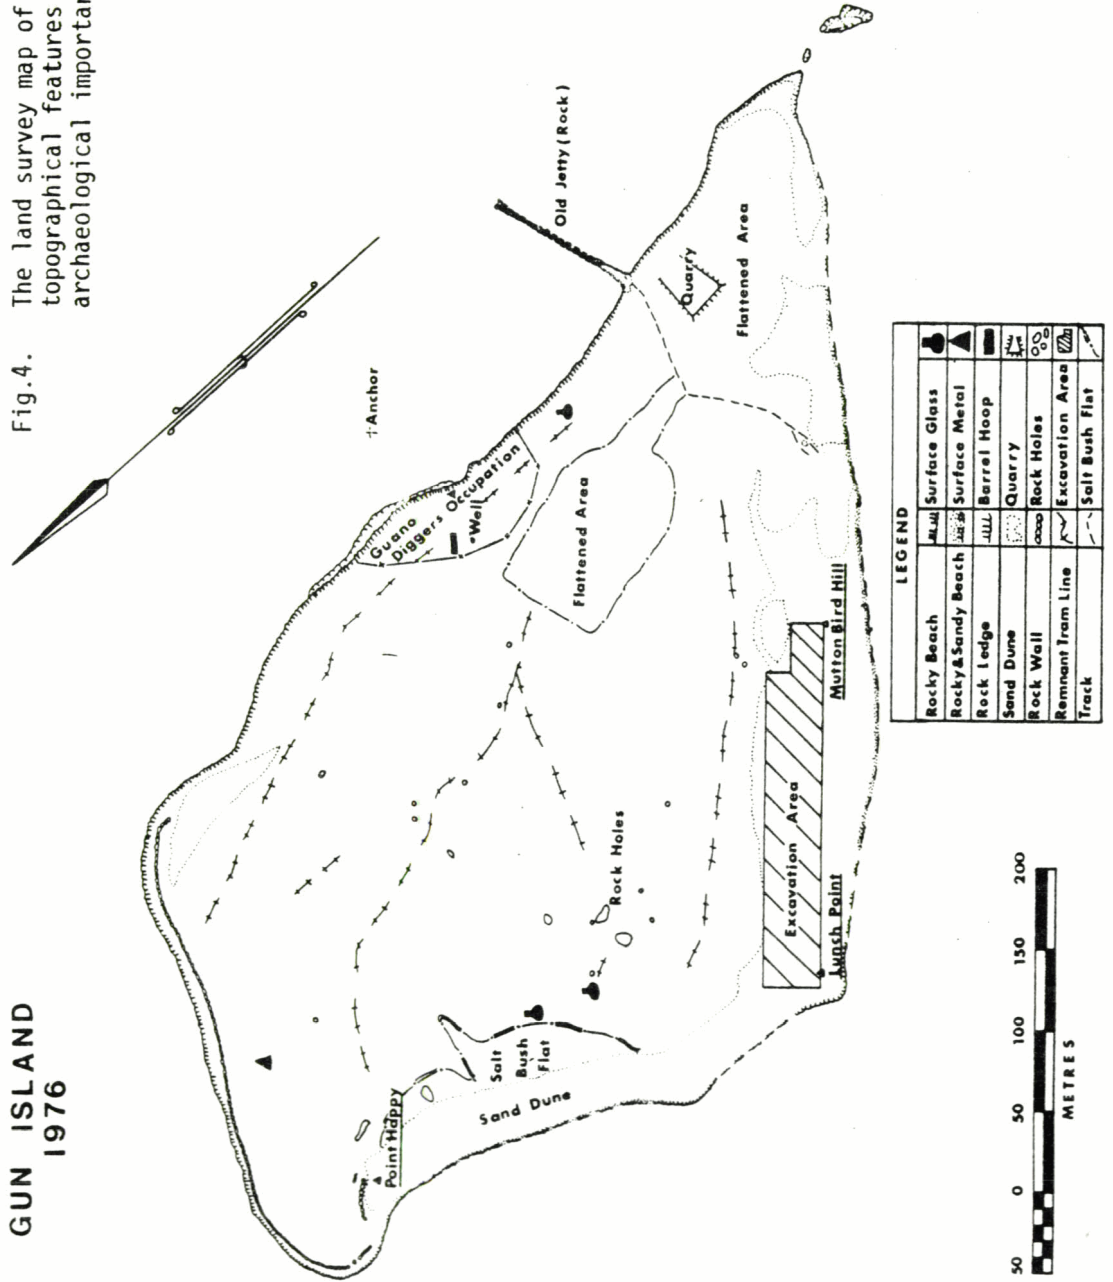 GUN ISLAND
1976
Fig.4. The land survey map of
topographical features
archaeological importa
Anchor
Old Jetty (Rock)
Guano
Diggers Occupation
Well
Quarry
Flattened Area
Flattened Area
Rock Holes
Point Happy
Salt
Bush
Flat
Sand Dune
Excavation Area
Lunch Point
Mutton Bird Hill
50 0 50 100 150 200
METRES
LEGEND
Rocky Beach Surface Glass
Rocky&Sandy Beach Surface Metal
Rock Ledge Barrel Hoop
Sand Dune Quarry
Rock Wall Rock Holes
Remnant Tram Line Excavation Area
Track Salt Bush Flat